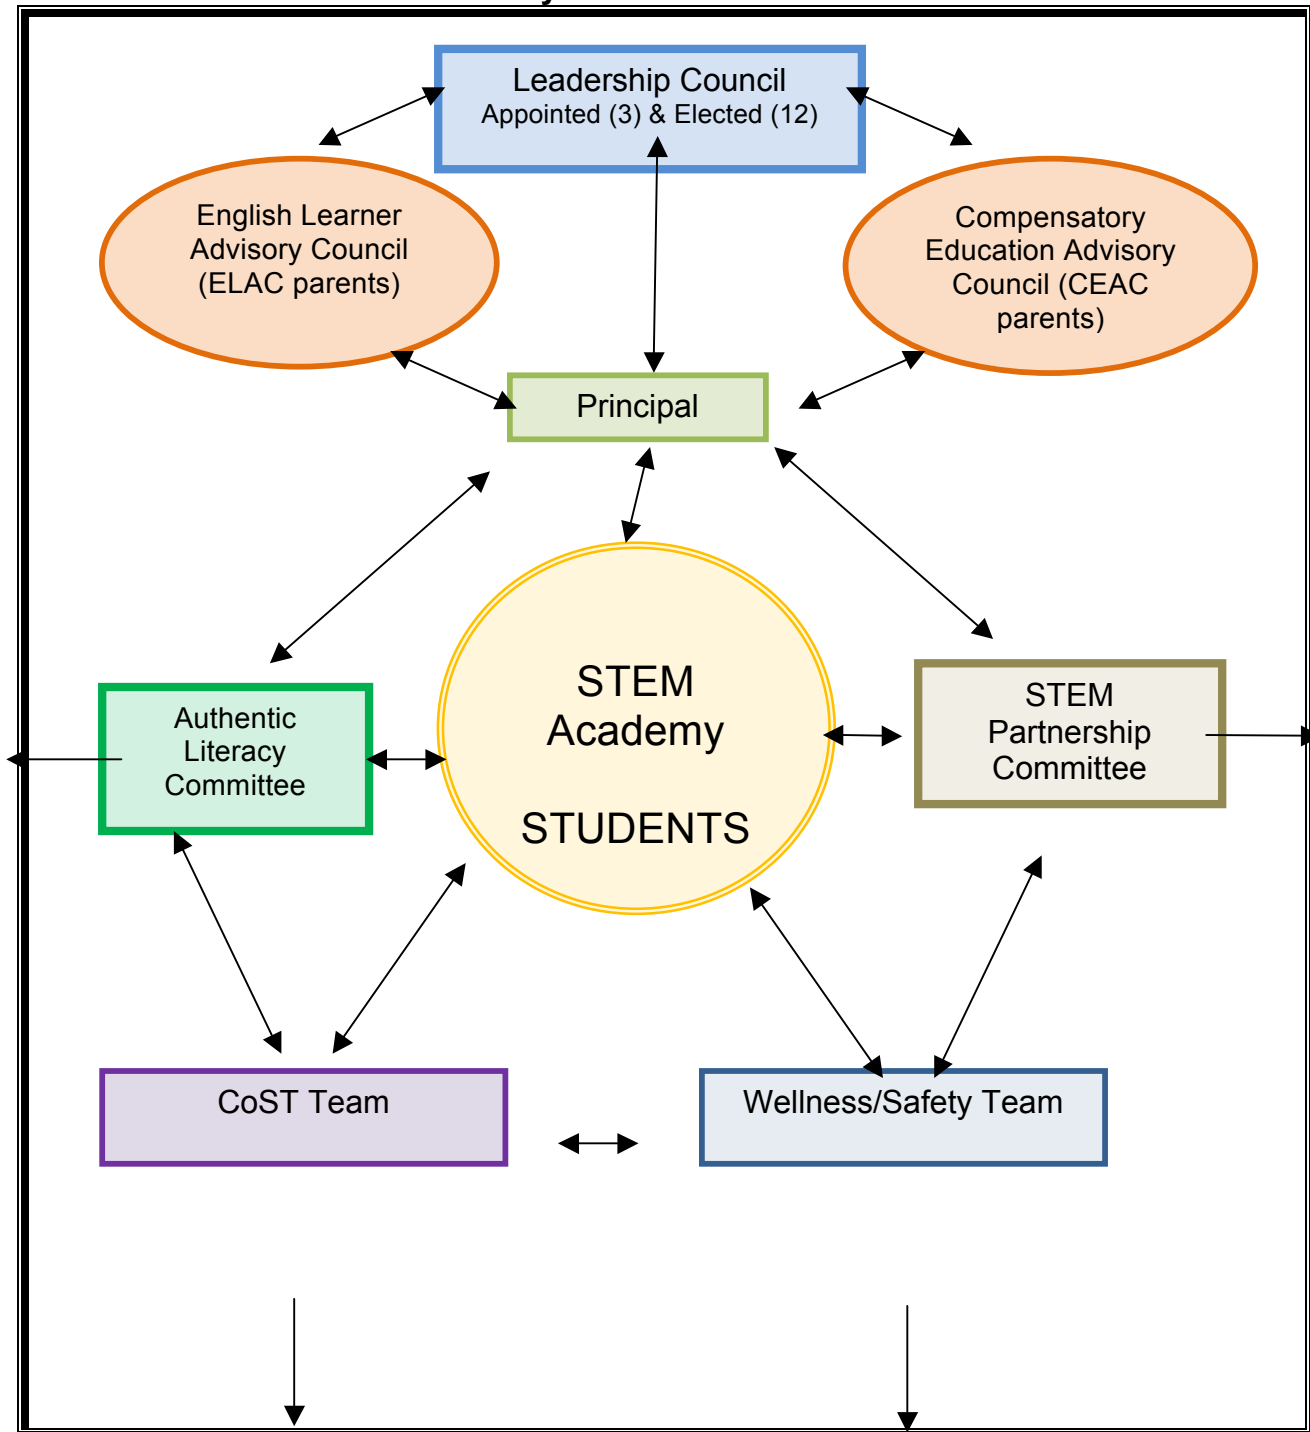 Leadership Council
Appointed (3) & Elected (12)
English Learner
Advisory Council
(ELAC parents)
Compensatory
Education Advisory
Council (CEAC
parents)
Principal
STEM
Academy
STUDENTS
Authentic
Literacy
Committee
STEM
Partnership
Committee
CoST Team
Wellness/Safety Team